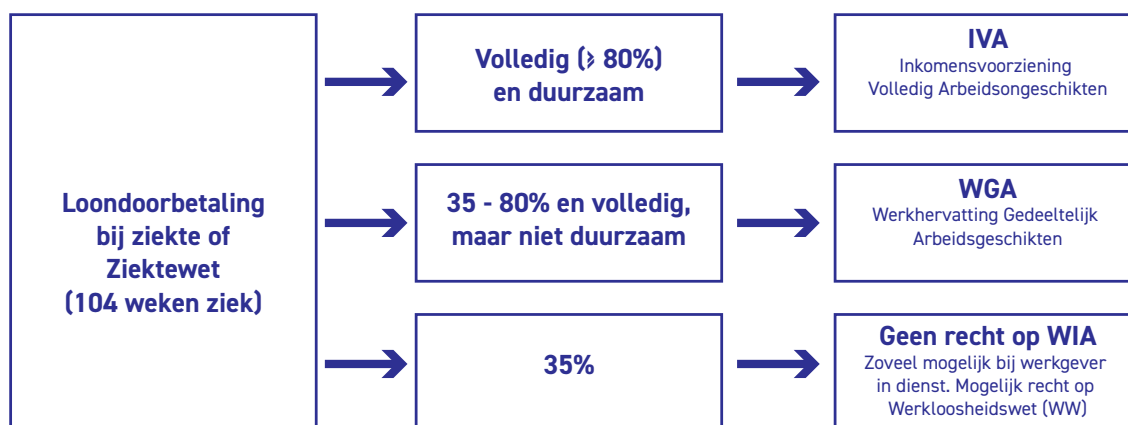 Loondoorbetaling
bij ziekte of
Ziektewet
(104 weken ziek)
Volledig (≥ 80%)
en duurzaam
IVA
Inkomensvoorziening
Volledig Arbeidsongeschikten
35 - 80% en volledig,
maar niet duurzaam
WGA
Werkhervatting Gedeeltelijk
Arbeidsgeschikten
35%
Geen recht op WIA
Zoveel mogelijk bij werkgever
in dienst. Mogelijk recht op
Werkloosheidswet (WW)